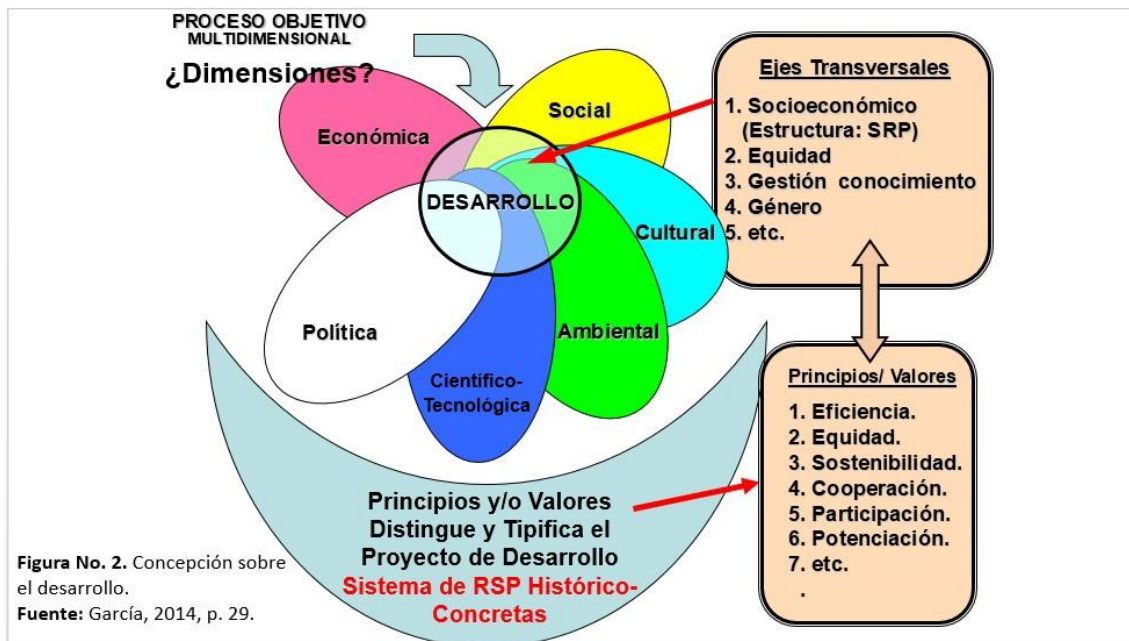 PROCESO OBJETIVO
MULTIDIMENSIONAL
¿Dimensiones?
Económica
Social
DESARROLLO
Cultural
Política
Ambiental
Científico-
Tecnológica
Ejes Transversales
1. Socioeconómico
(Estructura: SRP)
2. Equidad
3. Gestión conocimiento
4. Género
5. etc.
Principios/ Valores
1. Eficiencia.
2. Equidad.
3. Sostenibilidad.
4. Cooperación.
5. Participación.
6. Potenciación.
7. etc.
.
Principios y/o Valores
Distingue y Tipifica el
Proyecto de Desarrollo
Sistema de RSP Histórico-
Concretas
Figura No. 2. Concepción sobre
el desarrollo.
Fuente: García, 2014, p. 29.